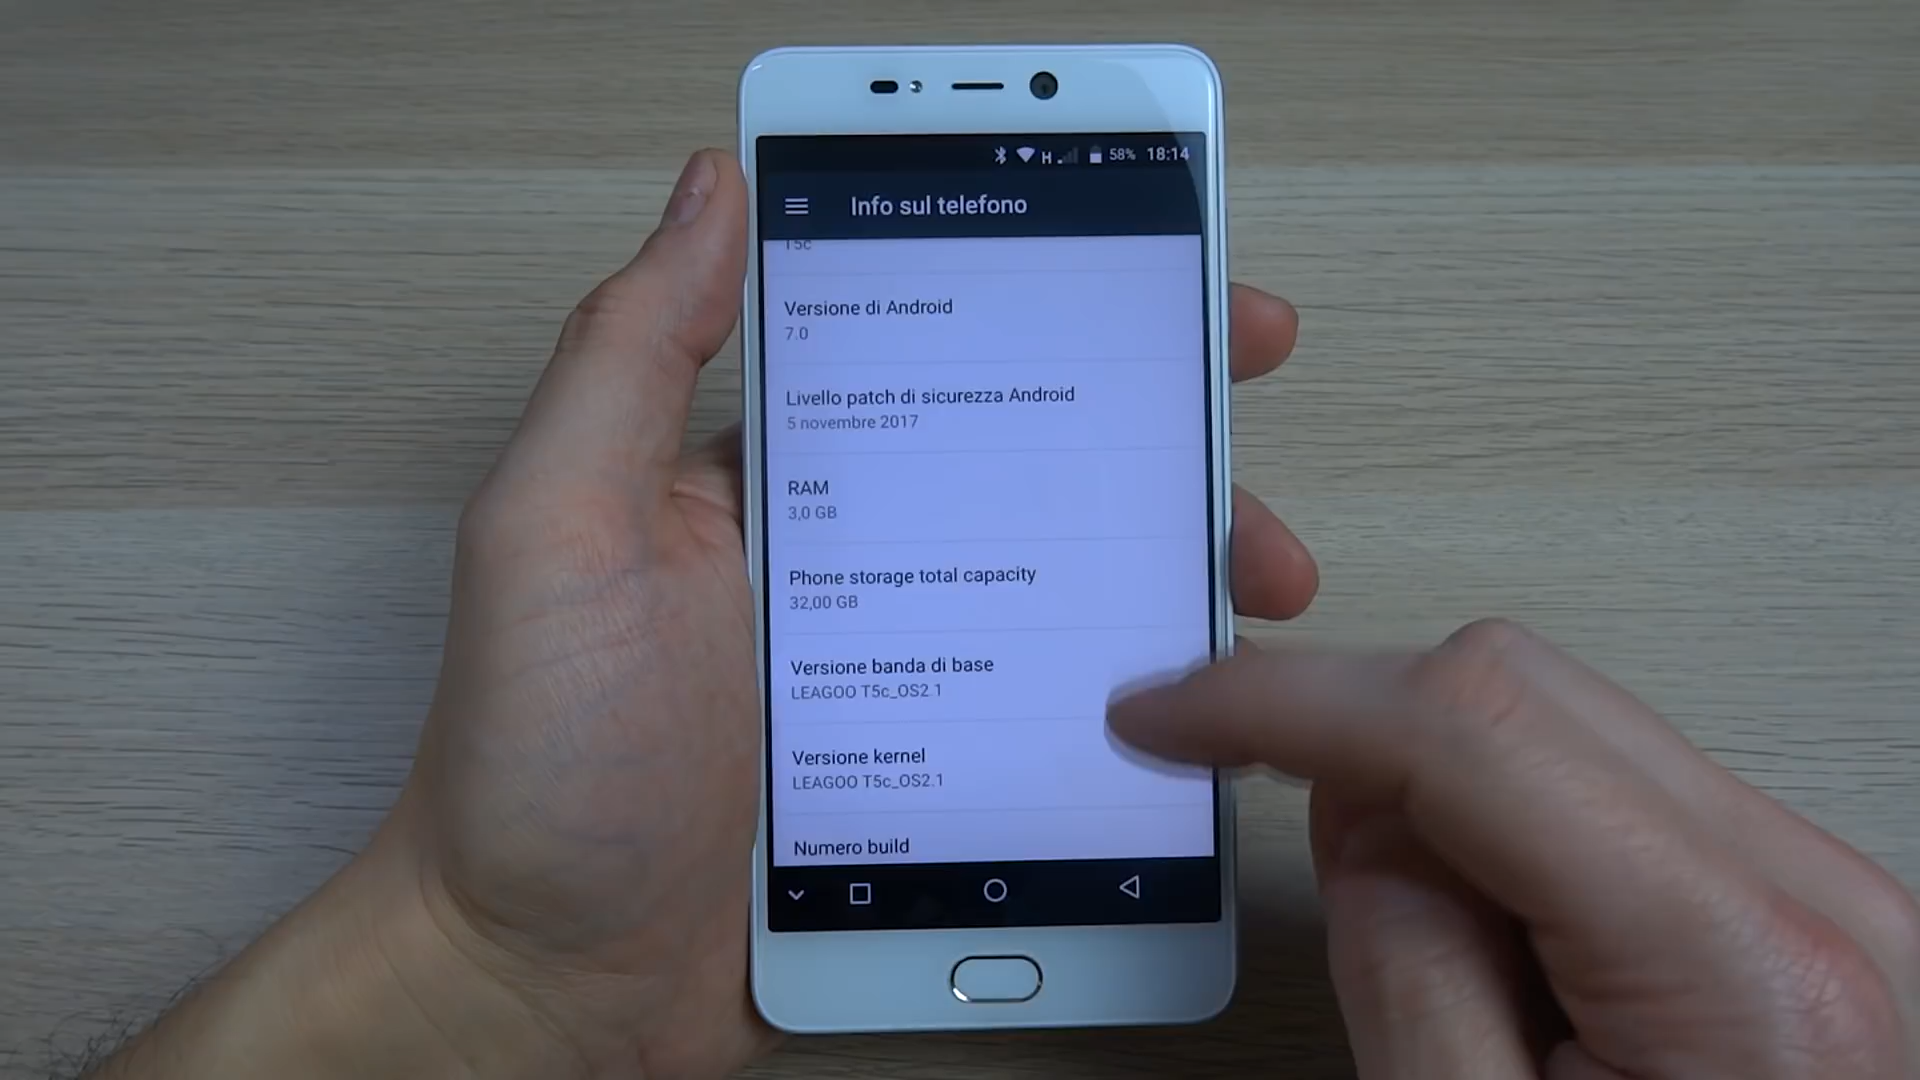 H 58% 18:14
Info sul telefono
T5c
Versione di Android
7.0
Livello patch di sicurezza Android
5 novembre 2017
RAM
3,0 GB
Phone storage total capacity
32,00 GB
Versione banda di base
LEAGOO T5c_OS2.1
Versione kernel
LEAGOO T5c_OS2.1
Numero build